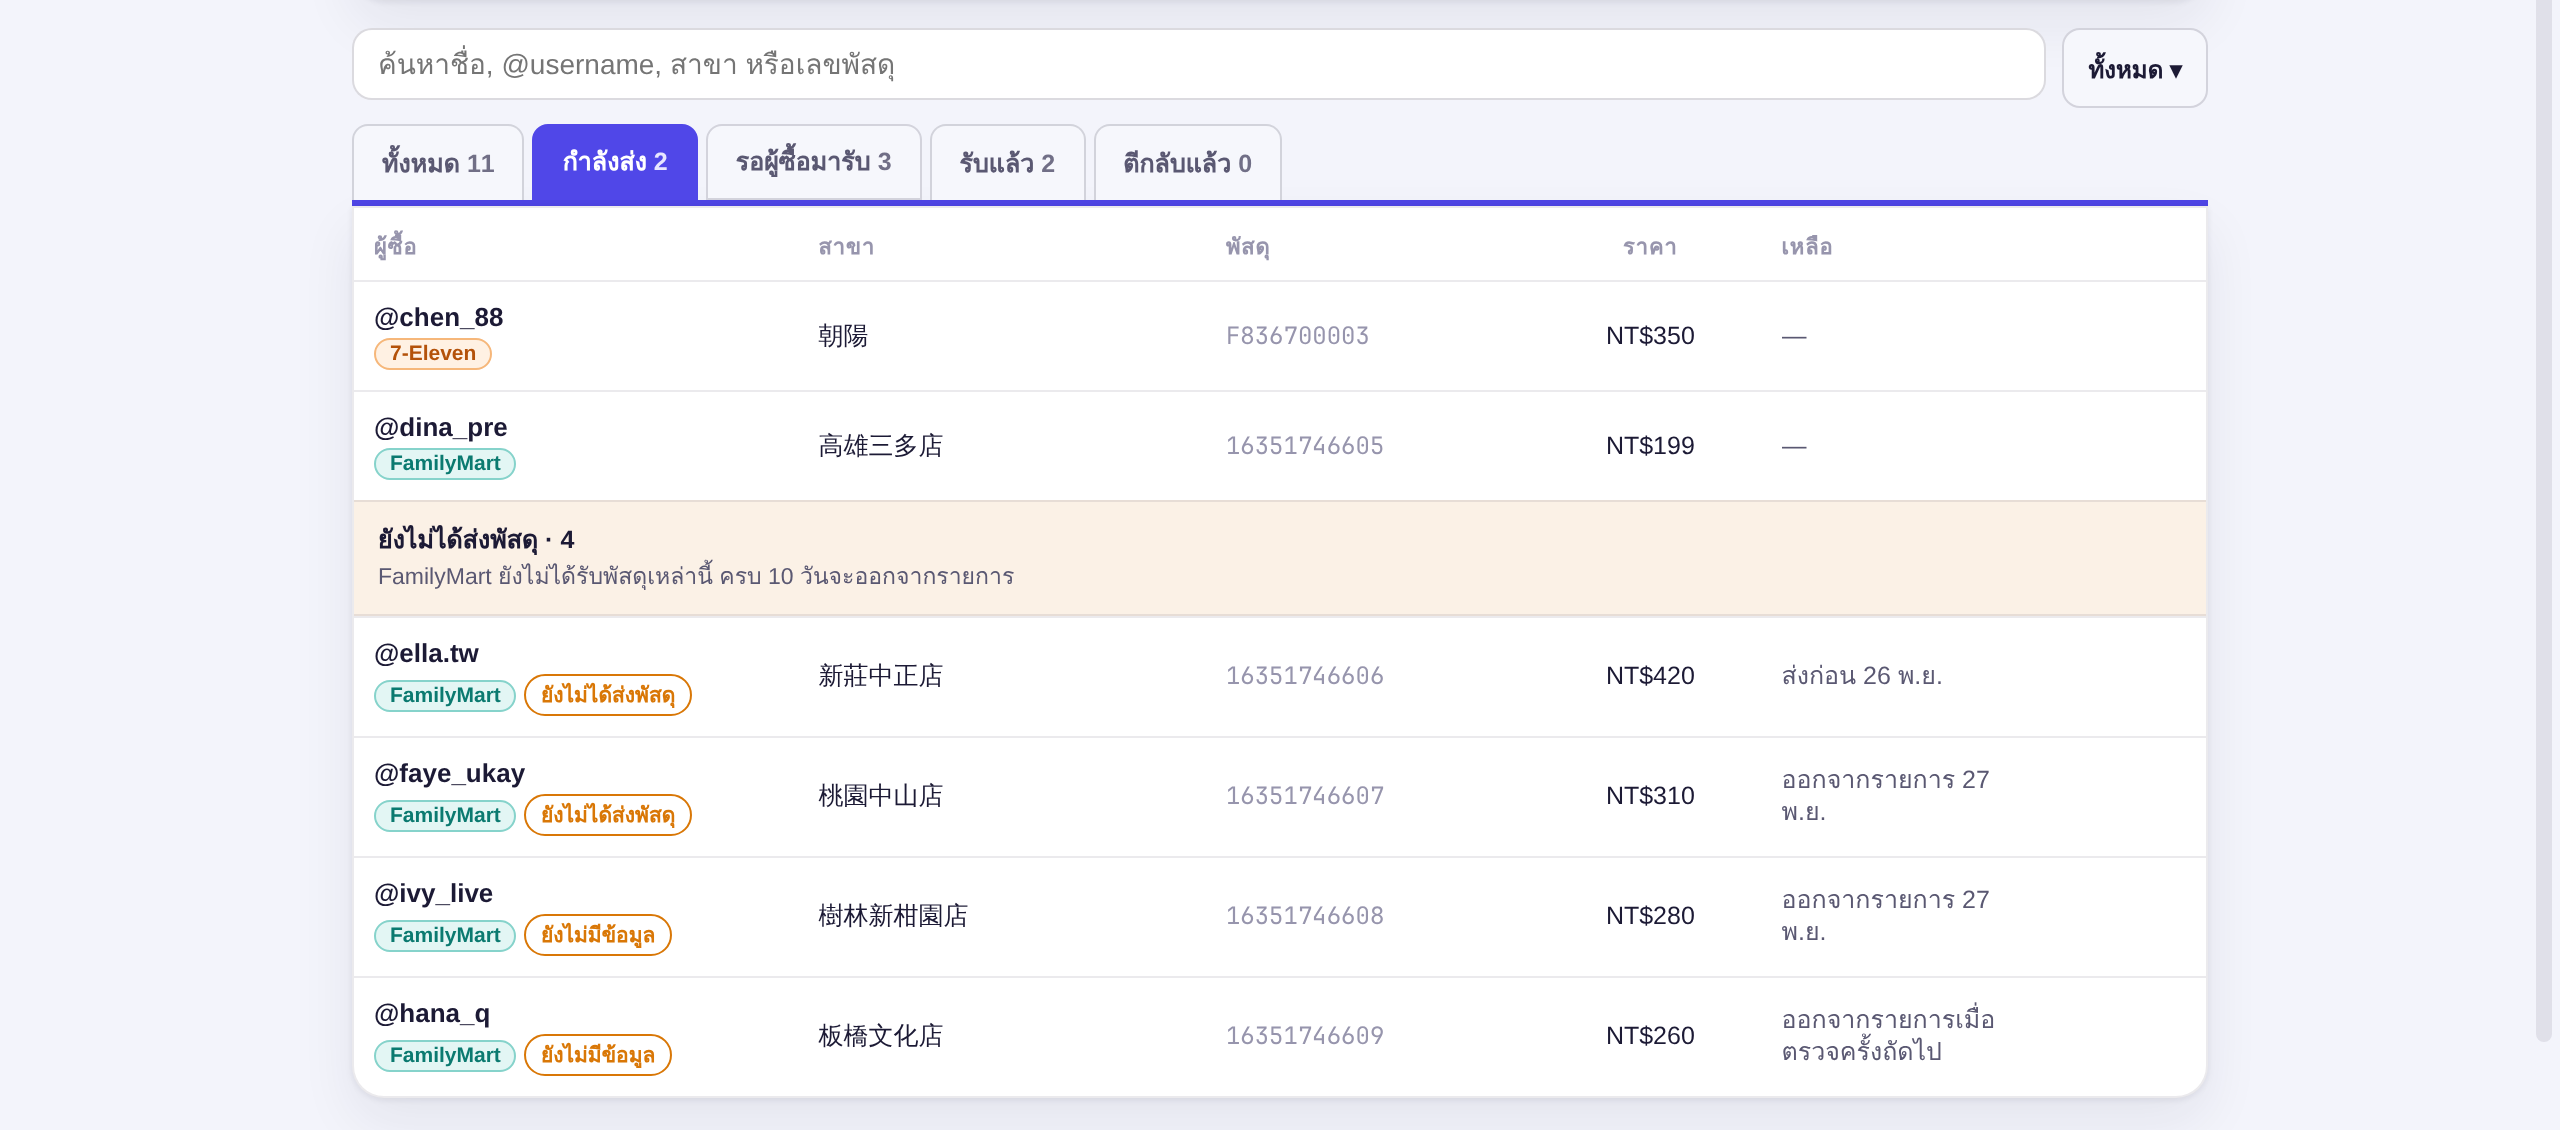 ค้นหาชื่อ, @username, สาขา หรือเลขพัสดุ
ทั้งหมด ▾
ทั้งหมด 11
กำลังส่ง 2
รอผู้ซื้อมารับ 3
รับแล้ว 2
ตีกลับแล้ว 0
ผู้ซื้อ สาขา พัสดุ ราคา เหลือ
@chen_88
7-Eleven
朝陽
F836700003
NT$350
—
@dina_pre
FamilyMart
高雄三多店
16351746605
NT$199
—
ยังไม่ได้ส่งพัสดุ · 4
FamilyMart ยังไม่ได้รับพัสดุเหล่านี้ ครบ 10 วันจะออกจากรายการ
@ella.tw
FamilyMart ยังไม่ได้ส่งพัสดุ
新莊中正店
16351746606
NT$420
ส่งก่อน 26 พ.ย.
@faye_ukay
FamilyMart ยังไม่ได้ส่งพัสดุ
桃園中山店
16351746607
NT$310
ออกจากรายการ 27
พ.ย.
@ivy_live
FamilyMart ยังไม่มีข้อมูล
樹林新柑園店
16351746608
NT$280
ออกจากรายการ 27
พ.ย.
@hana_q
FamilyMart ยังไม่มีข้อมูล
板橋文化店
16351746609
NT$260
ออกจากรายการเมื่อ
ตรวจครั้งถัดไป